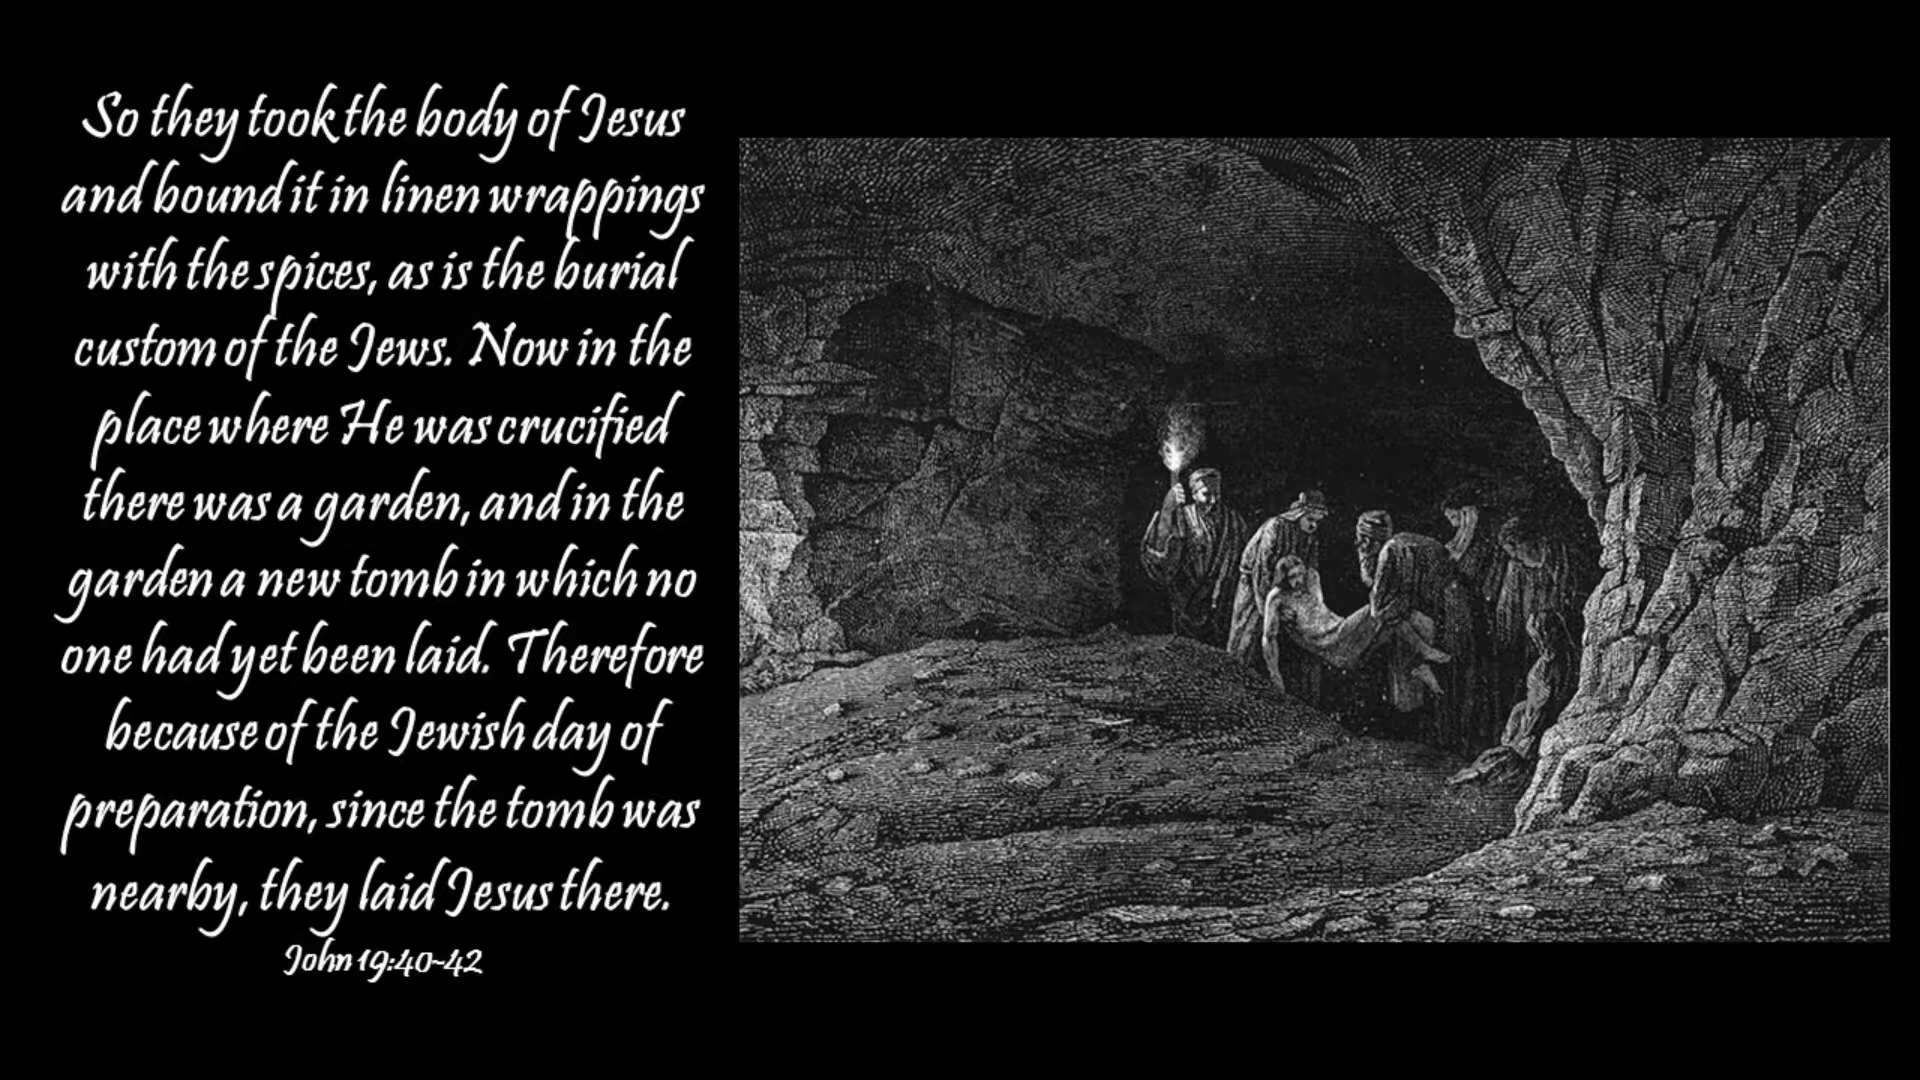 So they took the body of Jesus
and bound it in linen wrappings
with the spices, as is the burial
custom of the Jews. Now in the
place where He was crucified
there was a garden, and in the
garden a new tomb in which no
one had yet been laid. Therefore
because of the Jewish day of
preparation, since the tomb was
nearby, they laid Jesus there.
John 19:40-42